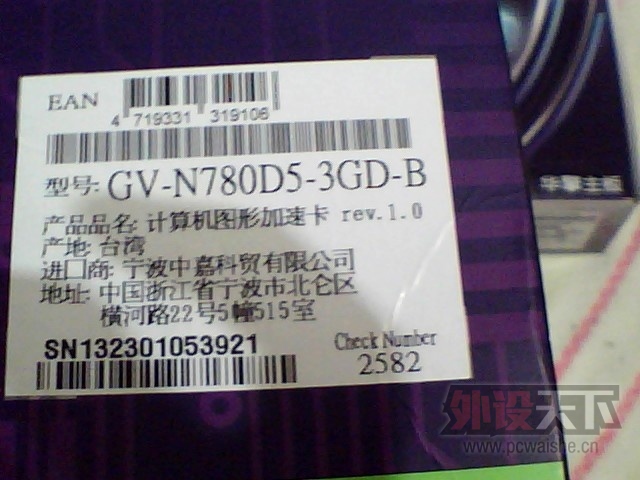 EAN
4 719331 319106
型号: GV-N780D5-3GD-B
产品品名: 计算机图形加速卡 rev.1.0
产地: 台湾
进口商: 宁波中嘉科贸有限公司
地址: 中国浙江省宁波市北仑区
横河路22号5幢515室
SN132301053921
Check Number
2582
华擎主板
外设天下
www.pcwaishe.cn